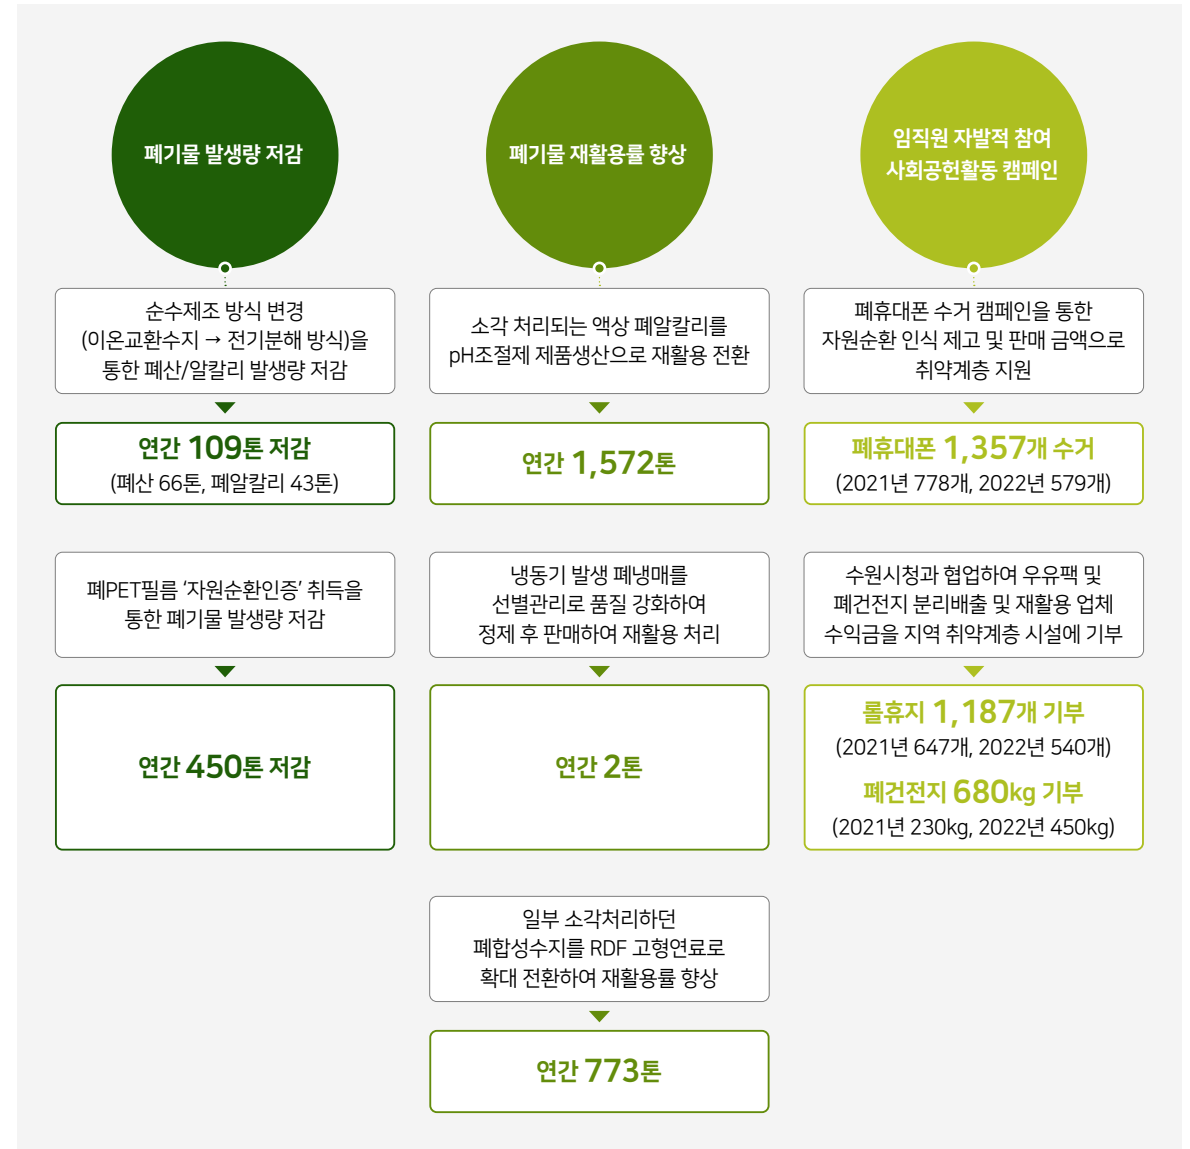 폐기물 발생량 저감
순수제조 방식 변경
(이온교환수지 → 전기분해 방식)을
통한 폐산/알칼리 발생량 저감
연간 109톤 저감
(폐산 66톤, 폐알칼리 43톤)
폐PET필름 ‘자원순환인증’ 취득을
통한 폐기물 발생량 저감
연간 450톤 저감
폐기물 재활용률 향상
소각 처리되는 액상 폐알칼리를
pH조절제 제품생산으로 재활용 전환
연간 1,572톤
냉동기 발생 폐냉매를
선별관리로 품질 강화하여
정제 후 판매하여 재활용 처리
연간 2톤
일부 소각처리하던
폐합성수지를 RDF 고형연료로
확대 전환하여 재활용률 향상
연간 773톤
임직원 자발적 참여
사회공헌활동 캠페인
폐휴대폰 수거 캠페인을 통한
자원순환 인식 제고 및 판매 금액으로
취약계층 지원
폐휴대폰 1,357개 수거
(2021년 778개, 2022년 579개)
수원시청과 협업하여 우유팩 및
폐건전지 분리배출 및 재활용 업체
수익금을 지역 취약계층 시설에 기부
롤휴지 1,187개 기부
(2021년 647개, 2022년 540개)
폐건전지 680kg 기부
(2021년 230kg, 2022년 450kg)